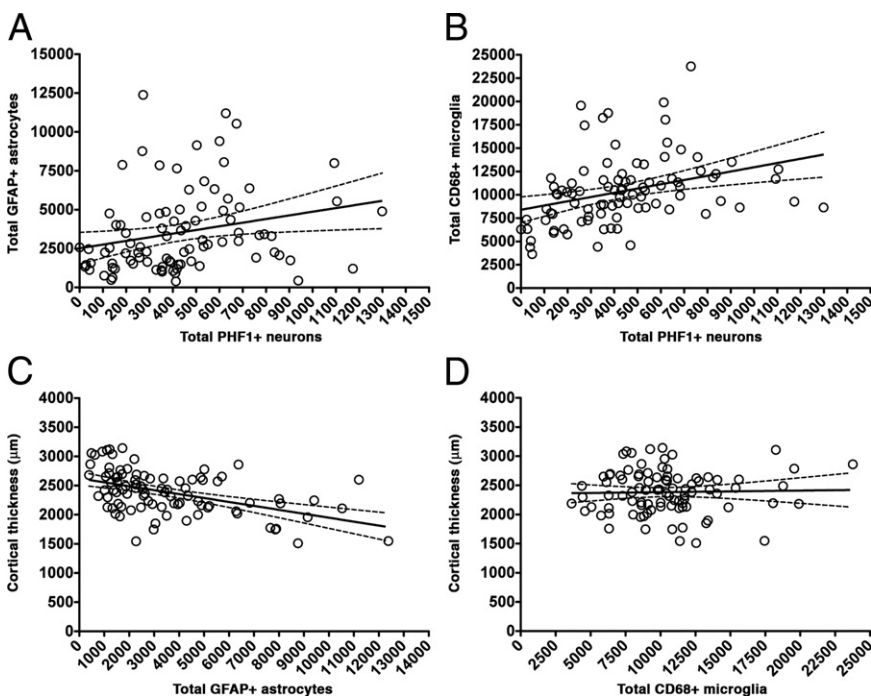 A
15000
12500
10000
7500
5000
2500
0
Total GFAP+ astrocytes
0 100 200 300 400 500 600 700 800 900 1000 1100 1200 1300 1400 1500
Total PHF1+ neurons
B
25000
22500
20000
17500
15000
12500
10000
7500
5000
2500
0
Total CD68+ microglia
0 100 200 300 400 500 600 700 800 900 1000 1100 1200 1300 1400 1500
Total PHF1+ neurons
C
4000
3500
3000
2500
2000
1500
1000
500
0
Cortical thickness (μm)
0 1000 2000 3000 4000 5000 6000 7000 8000 9000 10000 11000 12000 13000 14000
Total GFAP+ astrocytes
D
4000
3500
3000
2500
2000
1500
1000
500
0
Cortical thickness (μm)
0 2500 5000 7500 10000 12500 15000 17500 20000 22500 25000
Total CD68+ microglia